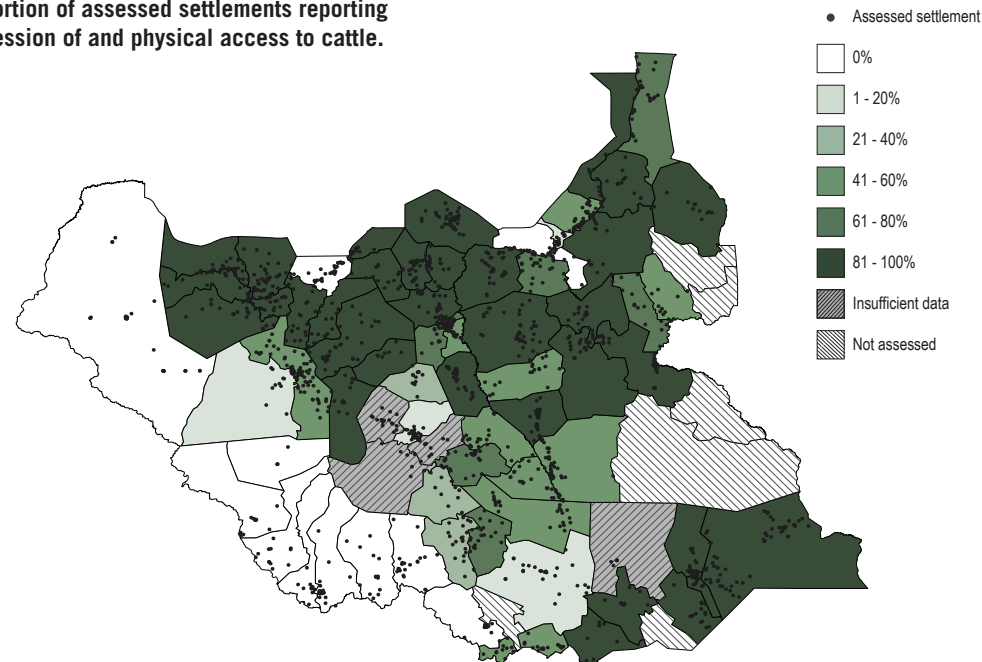 ortion of assessed settlements reporting
ession of and physical access to cattle.
Assessed settlement
0%
1 - 20%
21 - 40%
41 - 60%
61 - 80%
81 - 100%
Insufficient data
Not assessed